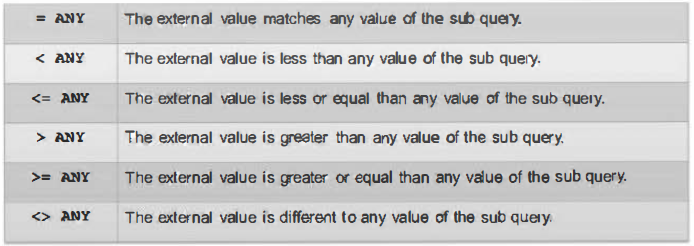 = ANY The external value matches any value of the sub query.
< ANY The external value is less than any value of the sub query.
<= ANY The external value is less or equal than any value of the sub query.
> ANY The external value is greater than any value of the sub query.
>= ANY The external value is greater or equal than any value of the sub query.
<> ANY The external value is different to any value of the sub query.